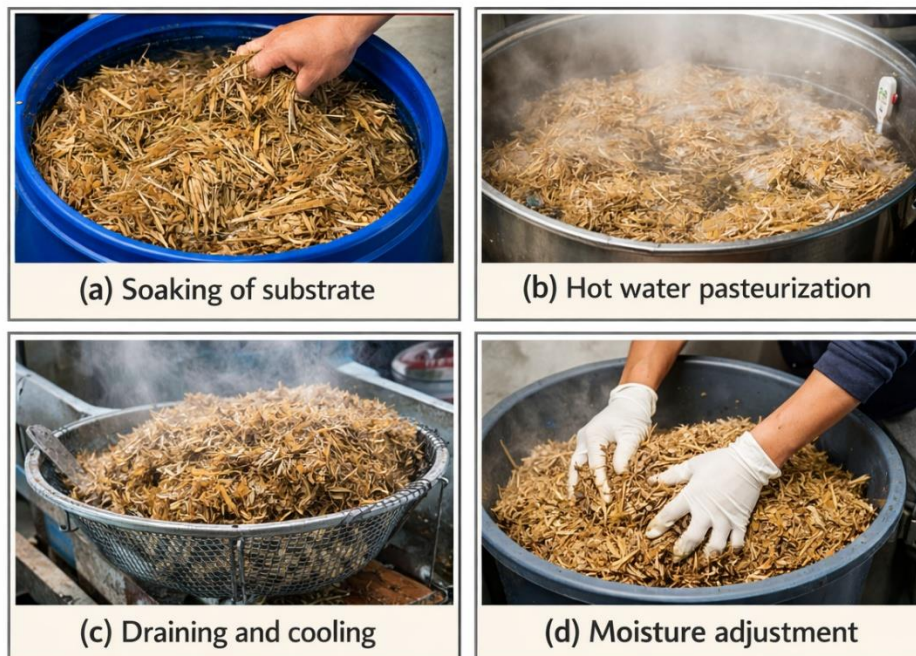 (a) Soaking of substrate
(b) Hot water pasteurization
(c) Draining and cooling
(d) Moisture adjustment